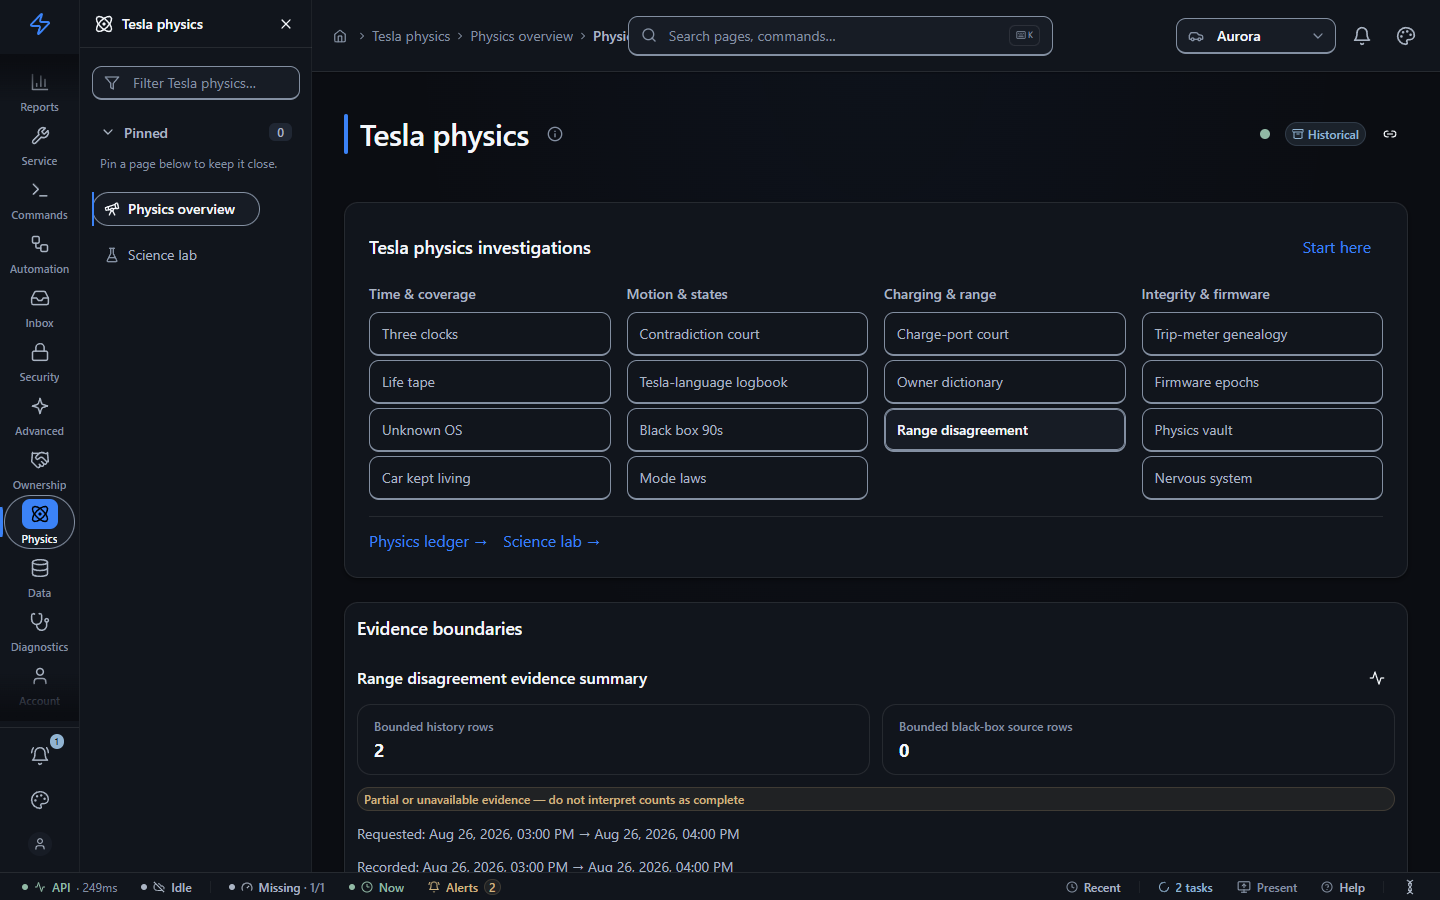 Tesla physics
Tesla physics
Physics overview
Search pages, commands...
K
Aurora
Filter Tesla physics...
Pinned
0
Pin a page below to keep it close.
Physics overview
Science lab
Reports
Service
Commands
Automation
Inbox
Security
Advanced
Ownership
Physics
Data
Diagnostics
Account
1
Tesla physics
Historical
Tesla physics investigations
Start here
Time & coverage
Three clocks
Life tape
Unknown OS
Car kept living
Motion & states
Contradiction court
Tesla-language logbook
Black box 90s
Mode laws
Charging & range
Charge-port court
Owner dictionary
Range disagreement
Integrity & firmware
Trip-meter genealogy
Firmware epochs
Physics vault
Nervous system
Physics ledger →
Science lab →
Evidence boundaries
Range disagreement evidence summary
Bounded history rows
2
Bounded black-box source rows
0
Partial or unavailable evidence — do not interpret counts as complete
Requested: Aug 26, 2026, 03:00 PM → Aug 26, 2026, 04:00 PM
Recorded: Aug 26, 2026, 03:00 PM → Aug 26, 2026, 04:00 PM
API · 249ms
Idle
Missing · 1/1
Now
Alerts 2
Recent
2 tasks
Present
Help